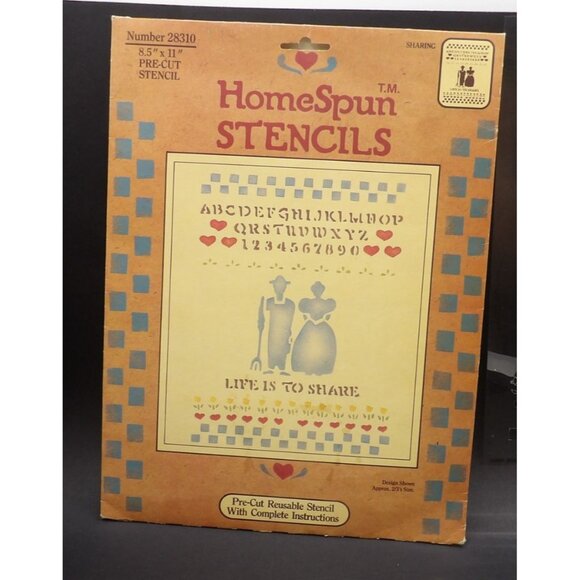 Number 28310
8.5" x 11"
PRE-CUT
STENCIL
SHARING
HomeSpun T.M.
STENCILS
ABCDEFGHIJKLMNOP
QRSTUVWXYZ
1234567890
LIFE IS TO SHARE
Design Shown
Approx. 2/3's Size.
Pre-Cut Reusable Stencil
With Complete Instructions